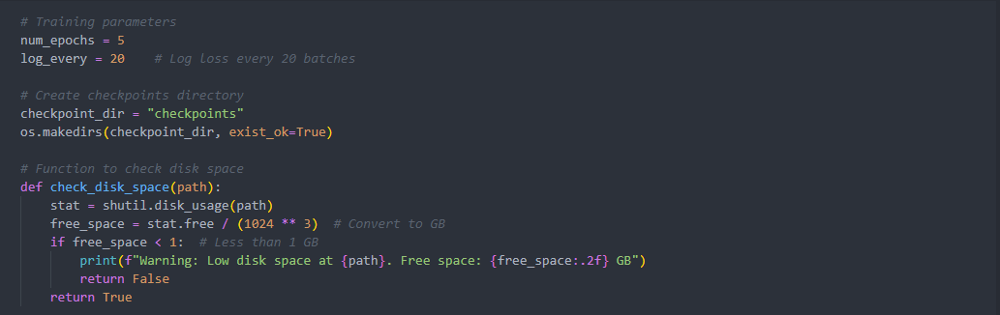 # Training parameters
num_epochs = 5
log_every = 20    # Log loss every 20 batches
# Create checkpoints directory
checkpoint_dir = "checkpoints"
os.makedirs(checkpoint_dir, exist_ok=True)
# Function to check disk space
def check_disk_space(path):
    stat = shutil.disk_usage(path)
    free_space = stat.free / (1024 ** 3)  # Convert to GB
    if free_space < 1:  # Less than 1 GB
        print(f"Warning: Low disk space at {path}. Free space: {free_space:.2f} GB")
        return False
    return True